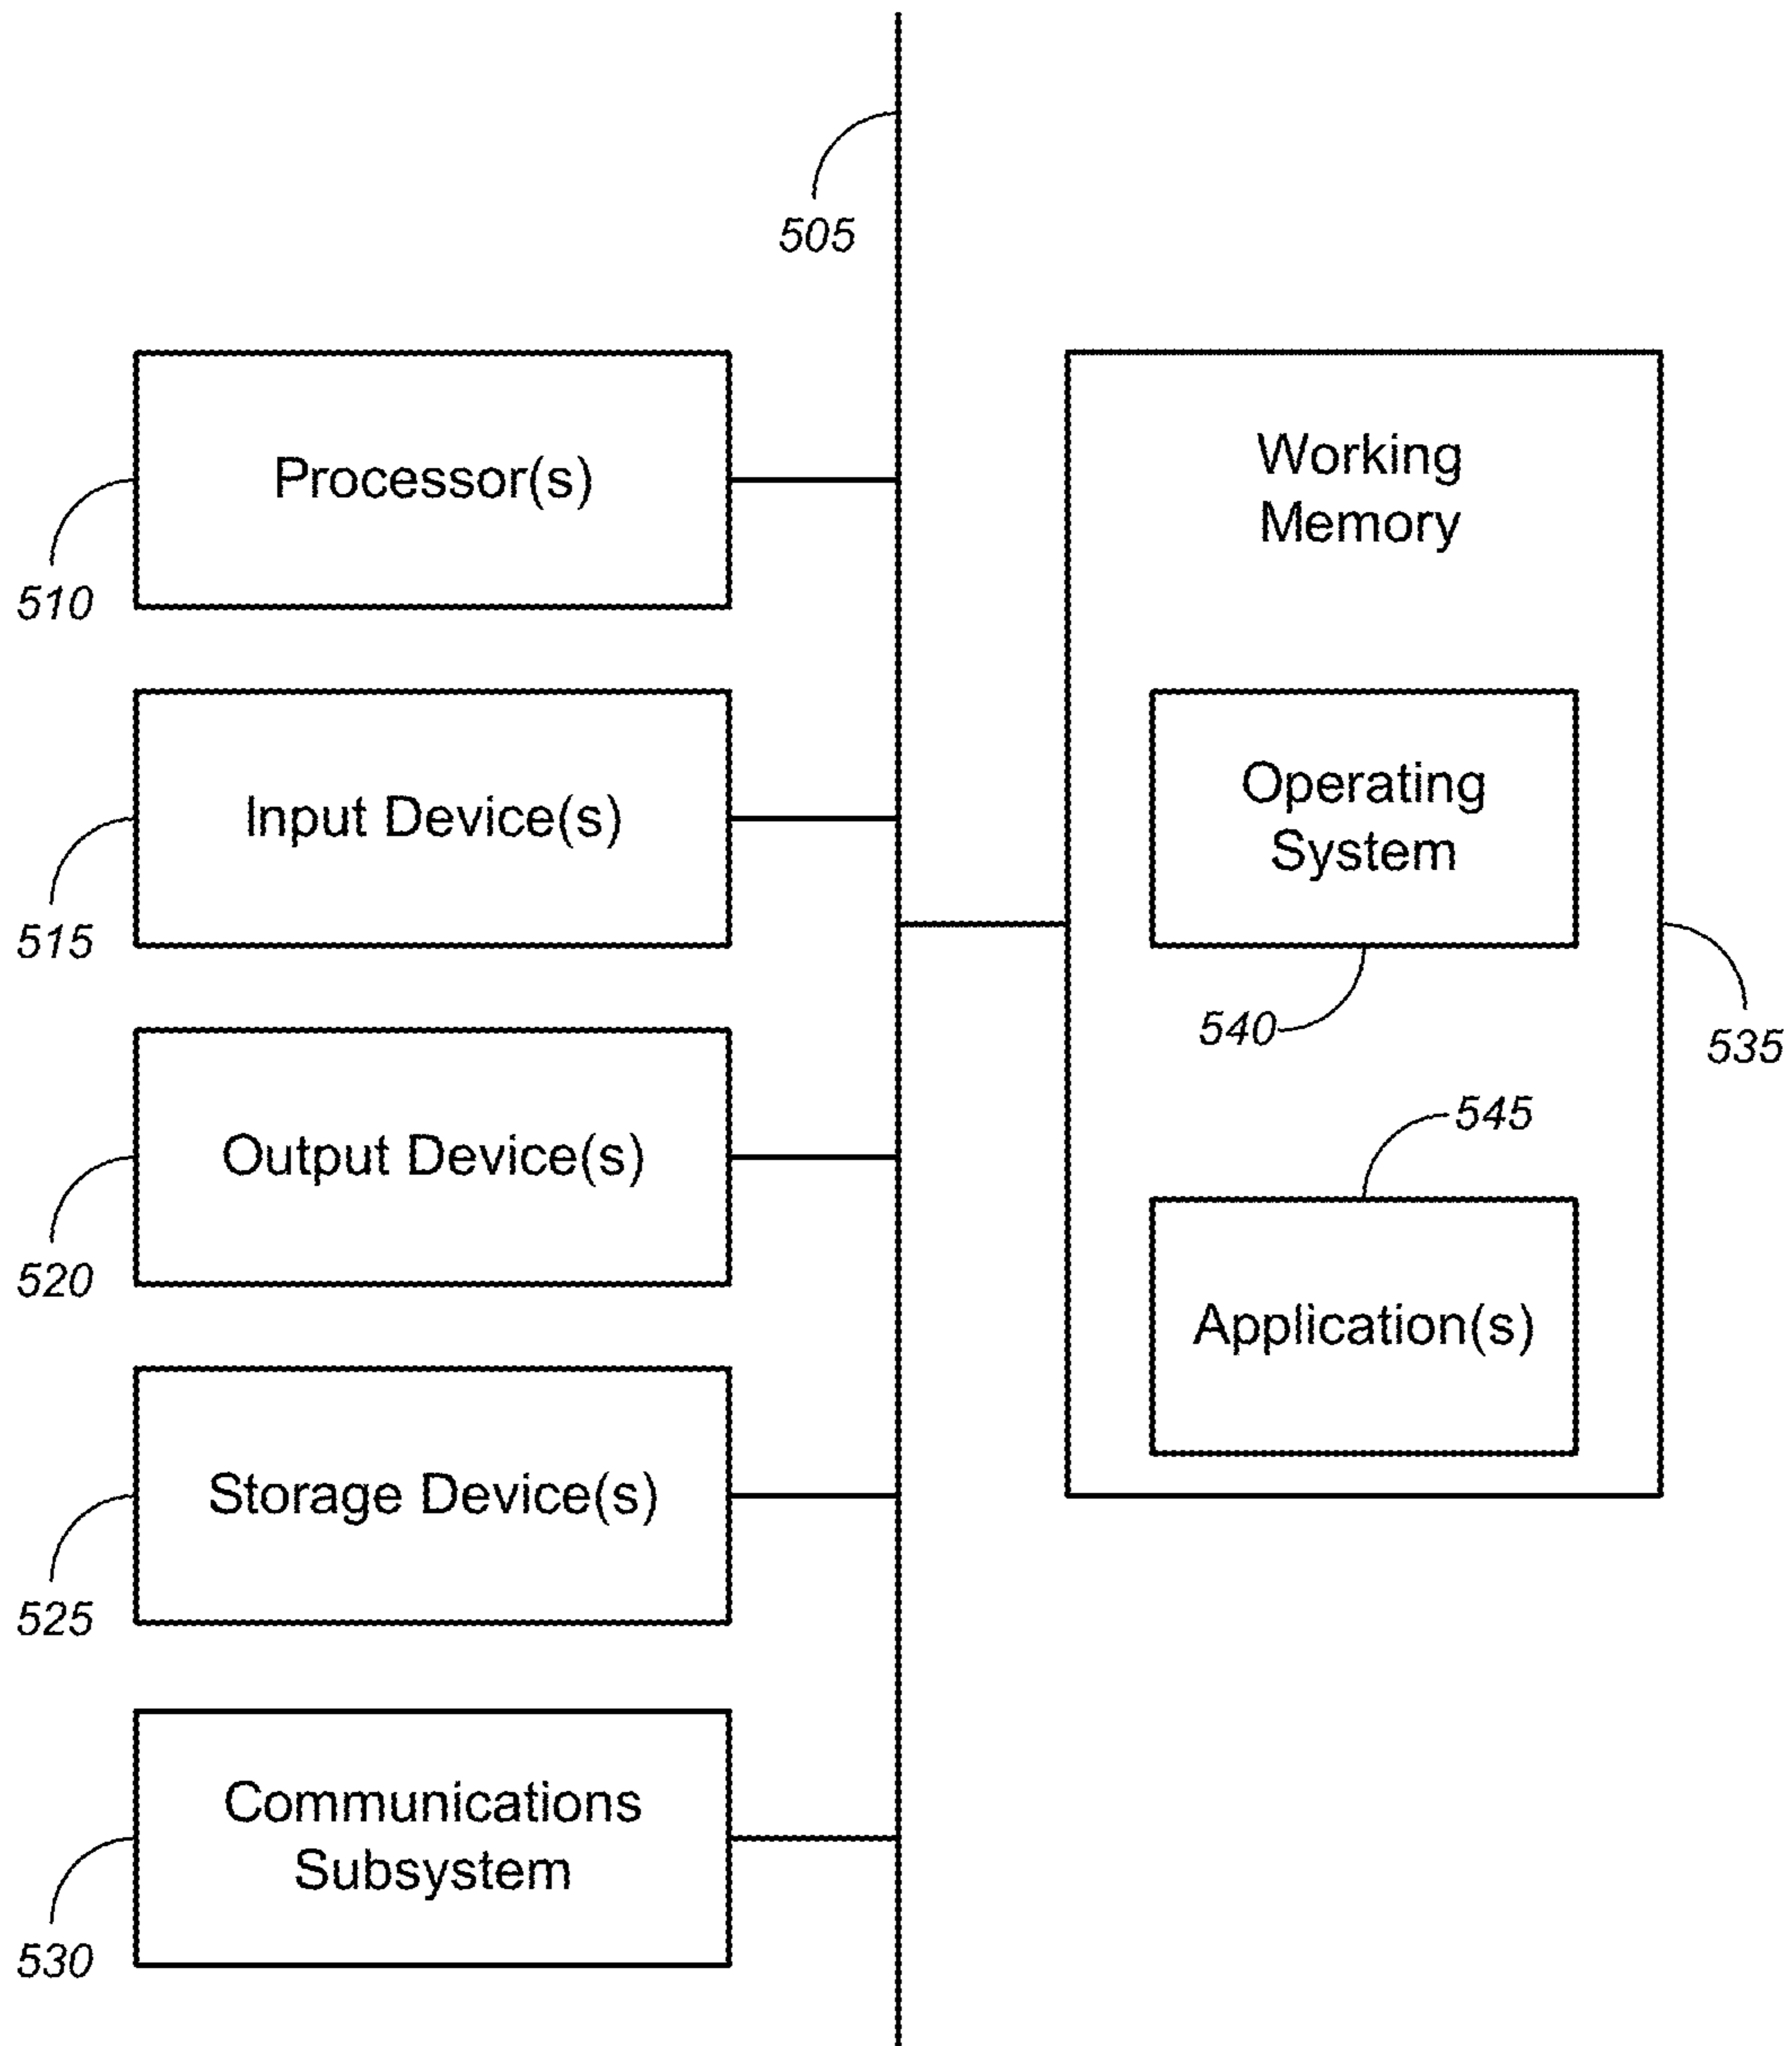 505
Processor(s)
510
Input Device(s)
515
Output Device(s)
520
Storage Device(s)
525
Communications
Subsystem
530
Working
Memory
Operating
System
540
535
545
Application(s)